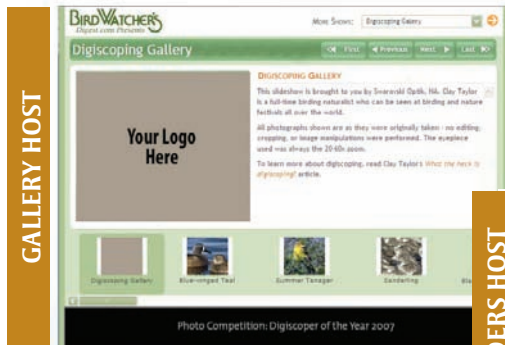 GALLERY HOST
BIRDWATCHER'S
Digest.com Presents
More Shows: Digiscoping Gallery
Digiscoping Gallery
First Previous Next Last
Your Logo
Here
DIGISCOPING GALLERY
This slideshow is brought to you by Swarovski Optik, NA. Clay Taylor
is a full-time birding naturalist who can be seen at birding and nature
festivals all over the world.
All photographs shown are as they were originally taken - no editing,
cropping, or image manipulations were performed. The eyepiece
used was always the 20-60x zoom.
To learn more about digiscoping, read Clay Taylor's What the heck is
digiscoping? article.
Digiscoping Gallery
Blue-winged Teal
Summer Tanager
Sanderling
Photo Competition: Digiscoper of the Year 2007
DERS HOST